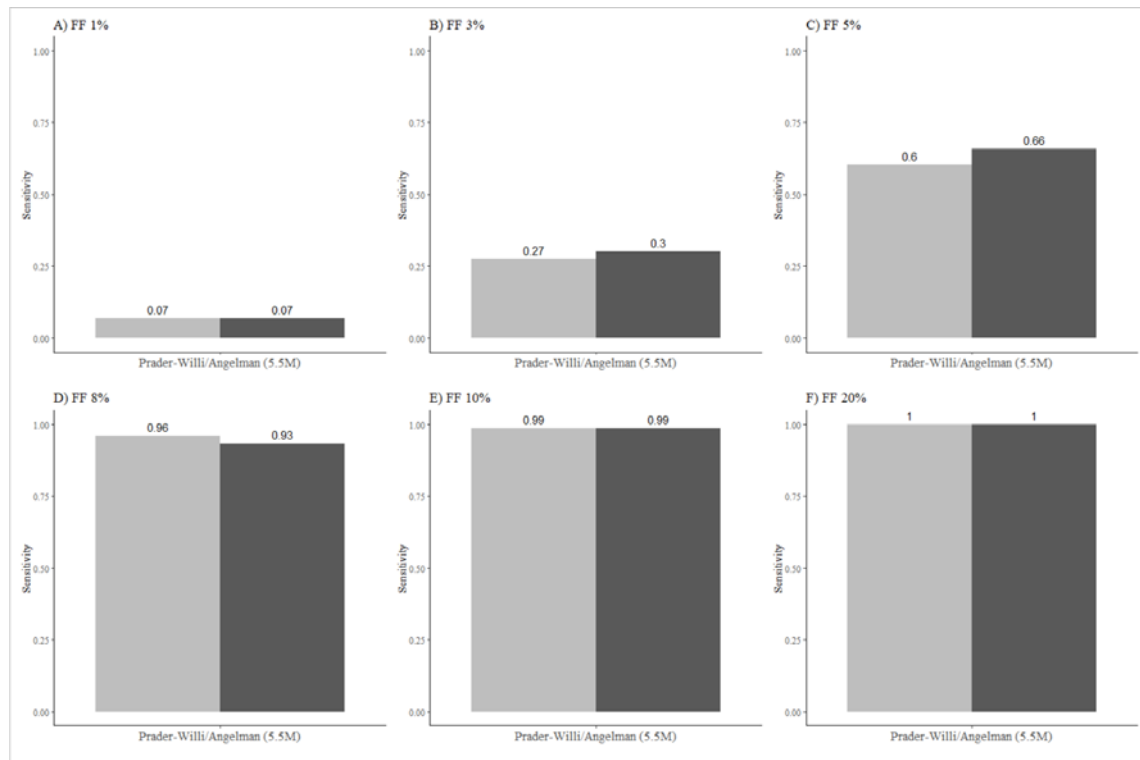 A) FF 1%
1.00
0.75
0.50
0.25
0.00
Sensitivity
0.07
0.07
Prader-Willi/Angelman (5.5M)
B) FF 3%
1.00
0.75
0.50
0.25
0.00
Sensitivity
0.27
0.3
Prader-Willi/Angelman (5.5M)
C) FF 5%
1.00
0.75
0.50
0.25
0.00
Sensitivity
0.6
0.66
Prader-Willi/Angelman (5.5M)
D) FF 8%
1.00
0.75
0.50
0.25
0.00
Sensitivity
0.96
0.93
Prader-Willi/Angelman (5.5M)
E) FF 10%
1.00
0.75
0.50
0.25
0.00
Sensitivity
0.99
0.99
Prader-Willi/Angelman (5.5M)
F) FF 20%
1.00
0.75
0.50
0.25
0.00
Sensitivity
1
1
Prader-Willi/Angelman (5.5M)